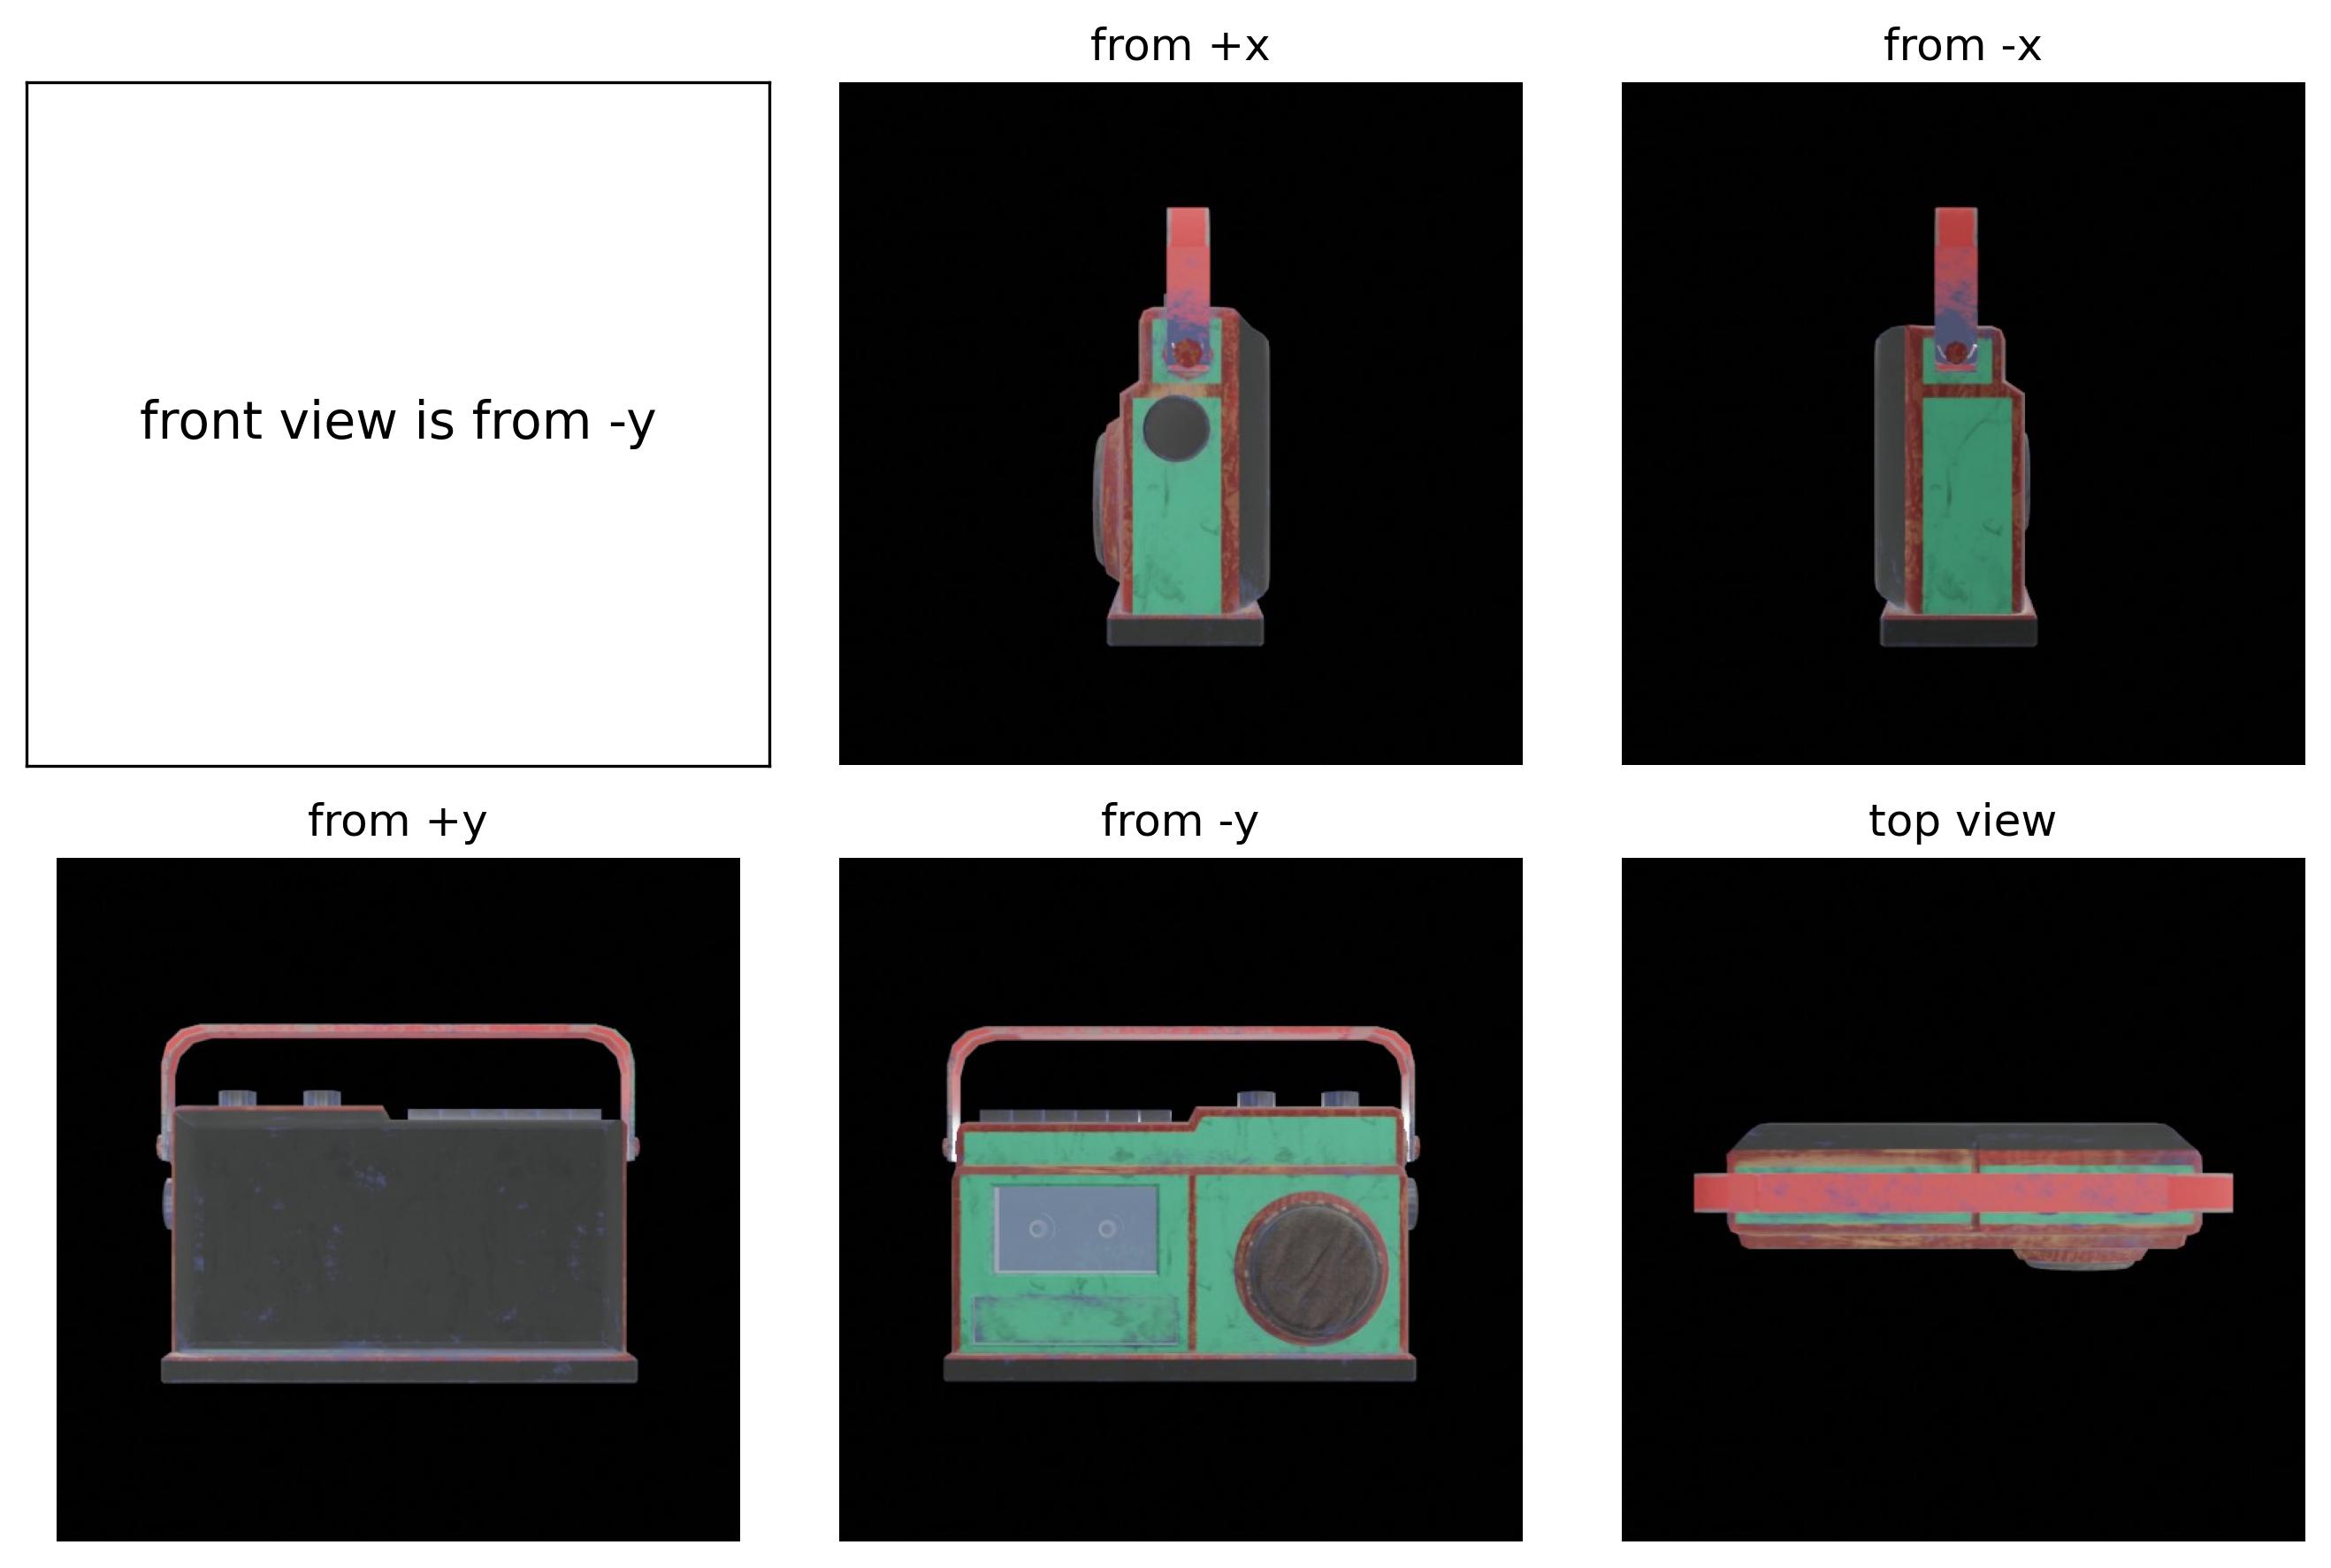 from +x
from -x
front view is from -y
from +y
from -y
top view